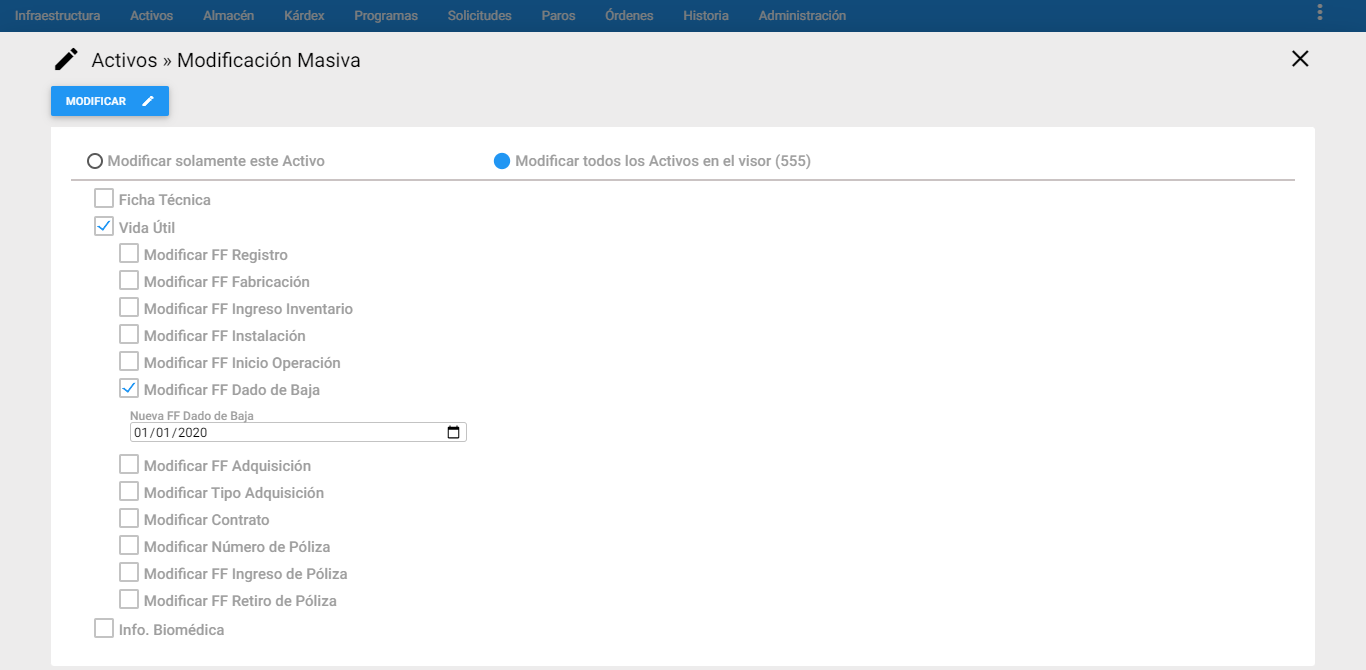 Infraestructura Activos Almacén Kárdex Programas Solicitudes Paros Órdenes Historia Administración
Activos » Modificación Masiva
MODIFICAR
Modificar solamente este Activo Modificar todos los Activos en el visor (555)
Ficha Técnica
Vida Útil
Modificar FF Registro
Modificar FF Fabricación
Modificar FF Ingreso Inventario
Modificar FF Instalación
Modificar FF Inicio Operación
Modificar FF Dado de Baja
Nueva FF Dado de Baja
01/01/2020
Modificar FF Adquisición
Modificar Tipo Adquisición
Modificar Contrato
Modificar Número de Póliza
Modificar FF Ingreso de Póliza
Modificar FF Retiro de Póliza
Info. Biomédica